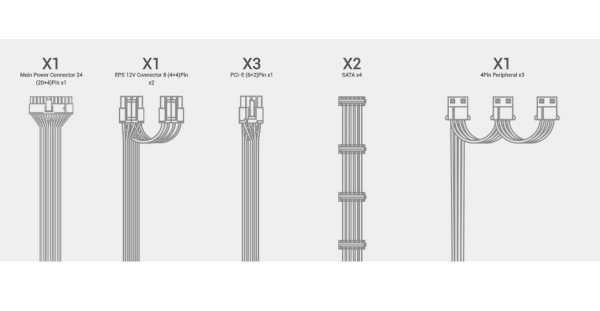 X1
Main Power Connector 24
(20+4)Pin x1
X1
EPS 12V Connector 8 (4+4)Pin
x2
X3
PCI-E (6+2)Pin x1
X2
SATA x4
X1
4Pin Peripheral x3